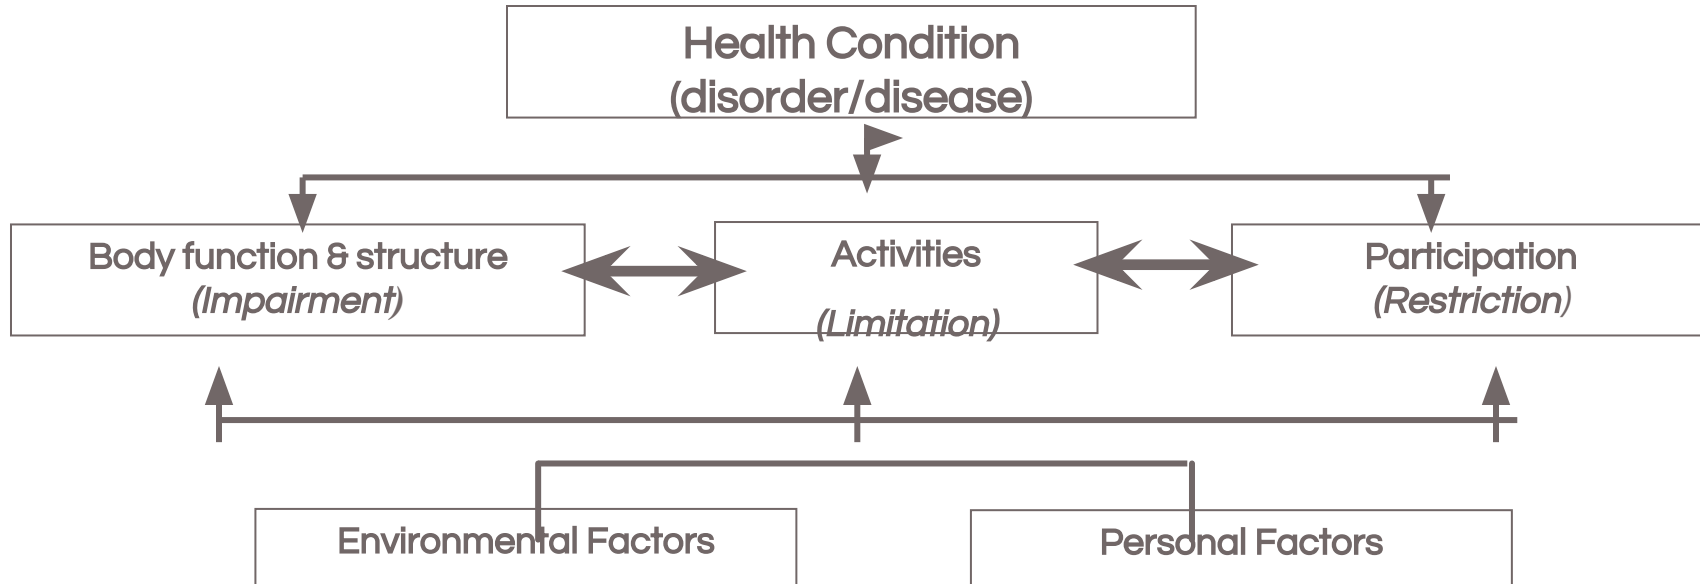 Health Condition
(disorder/disease)
Body function & structure
(Impairment)
Activities
(Limitation)
Participation
(Restriction)
Environmental Factors
Personal Factors